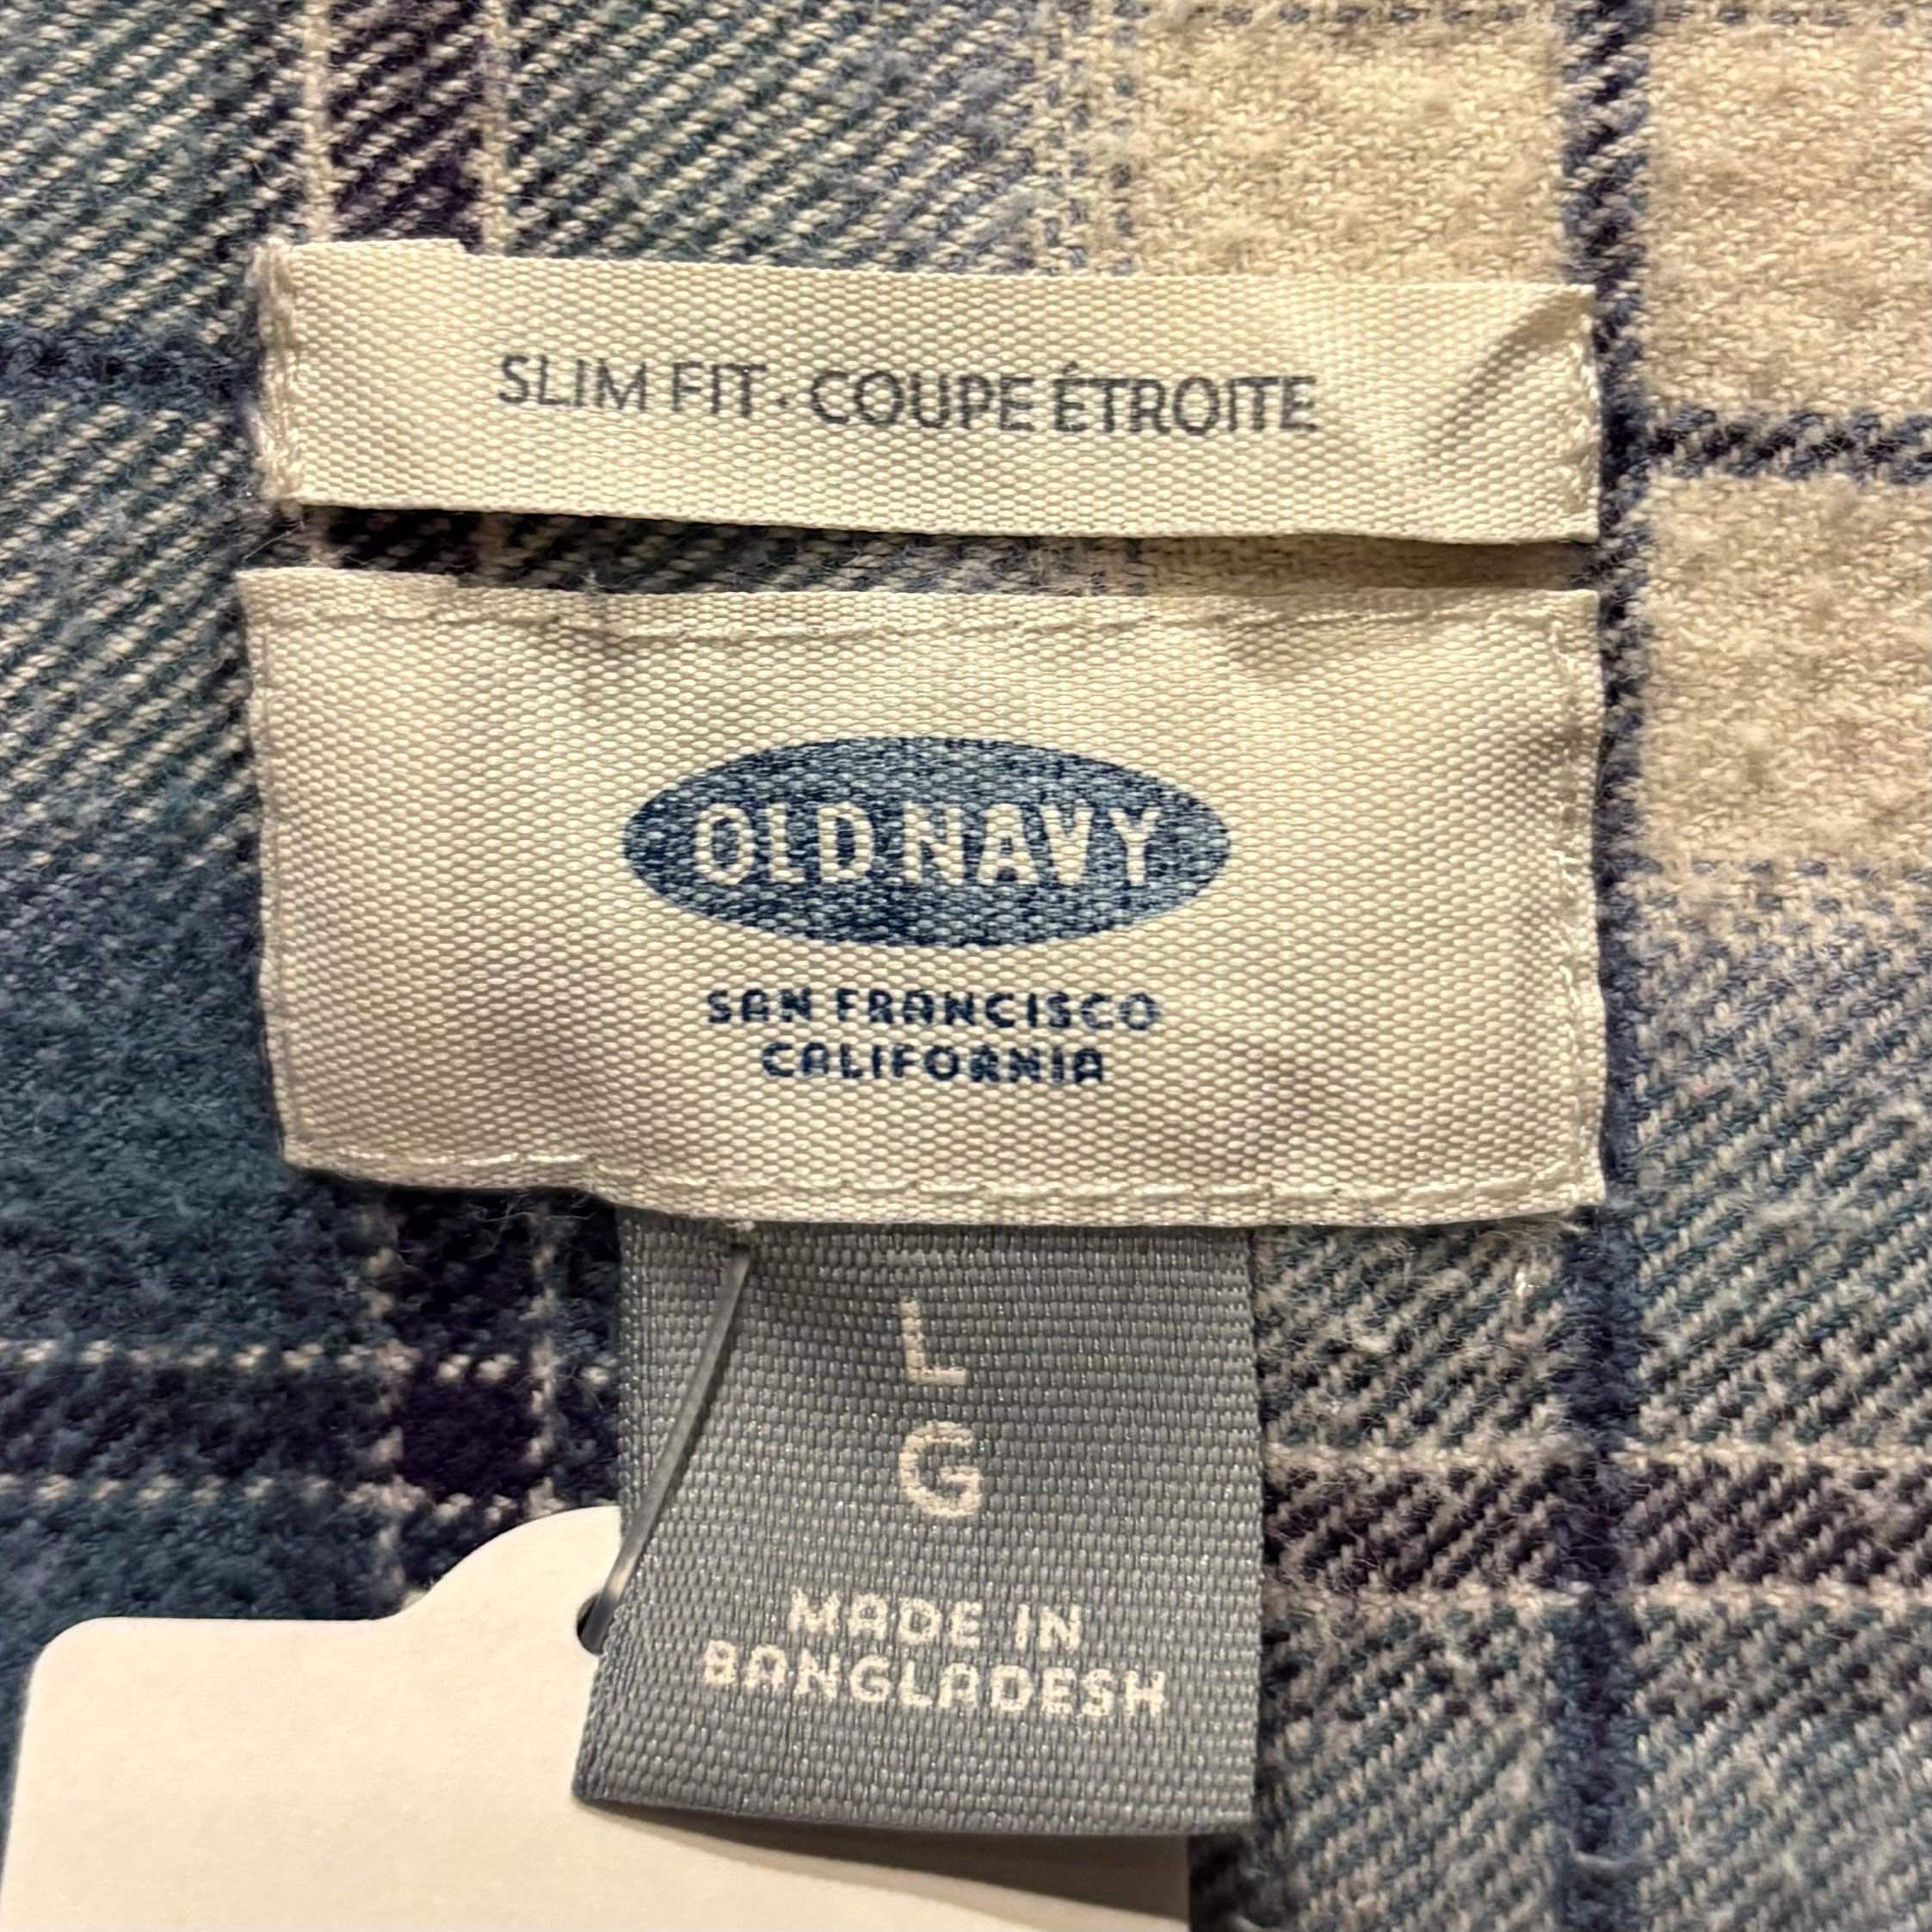 SLIM FIT · COUPE ÉTROITE
OLD NAVY
SAN FRANCISCO
CALIFORNIA
L
G
MADE IN
BANGLADESH